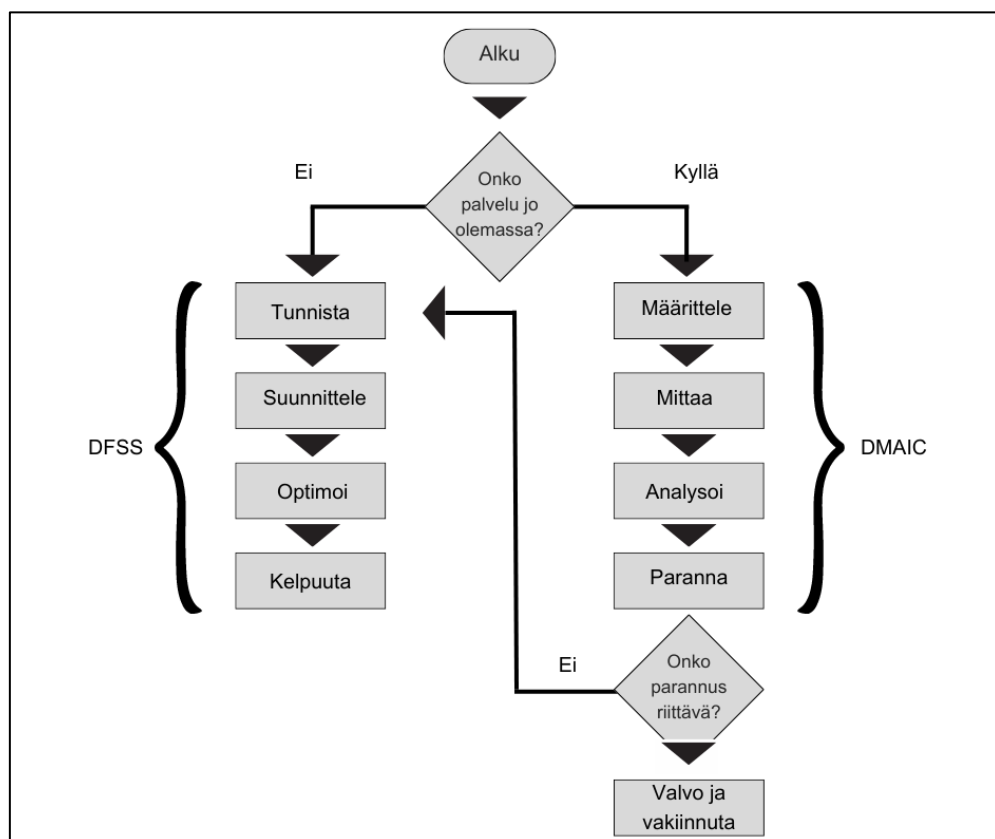 Alku
Ei
Kyllä
Onko
palvelu jo
olemassa?
Tunnista
Suunnittele
Optimoi
Kelpuuta
DFSS
Määrittele
Mittaa
Analysoi
Paranna
DMAIC
Ei
Onko
parannus
riittävä?
Valvo ja
vakiinnuta